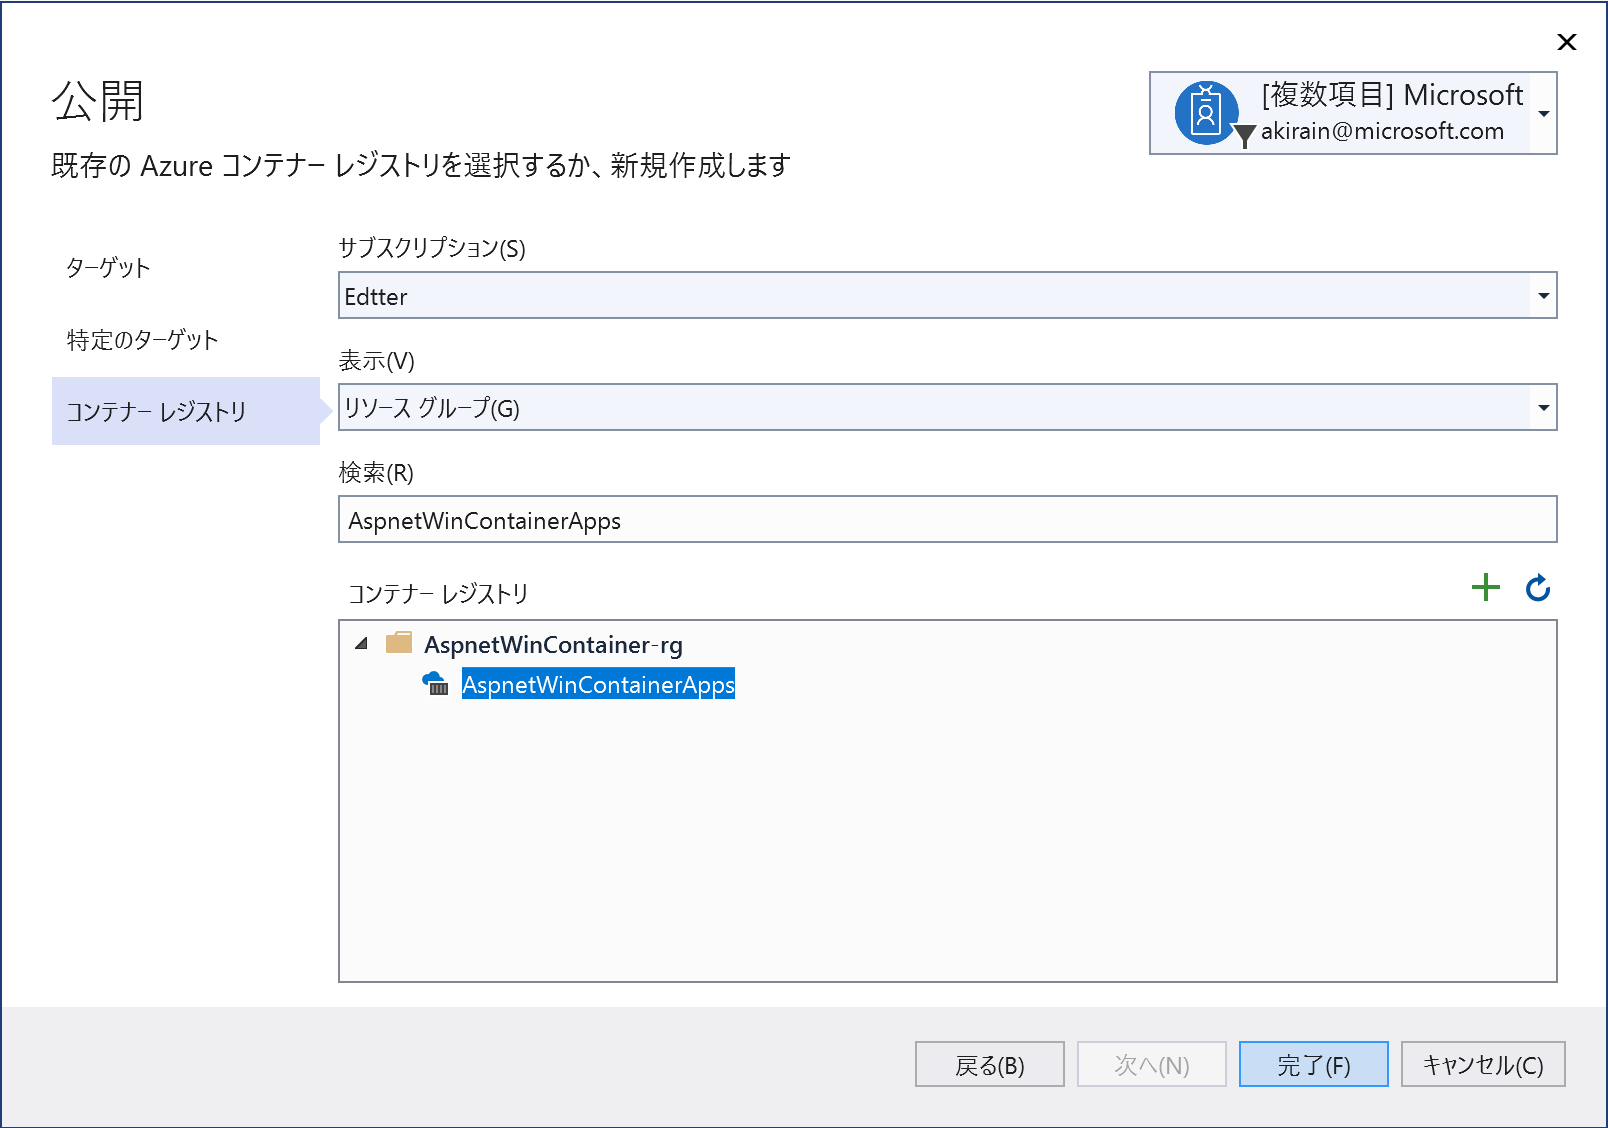 公開
既存の Azure コンテナー レジストリを選択するか、新規作成します
[複数項目] Microsoft
akirain@microsoft.com
ターゲット
特定のターゲット
コンテナー レジストリ
サブスクリプション(S)
Edtter
表示(V)
リソース グループ(G)
検索(R)
AspnetWinContainerApps
コンテナー レジストリ
AspnetWinContainer-rg
AspnetWinContainerApps
戻る(B)
次へ(N)
完了(F)
キャンセル(C)